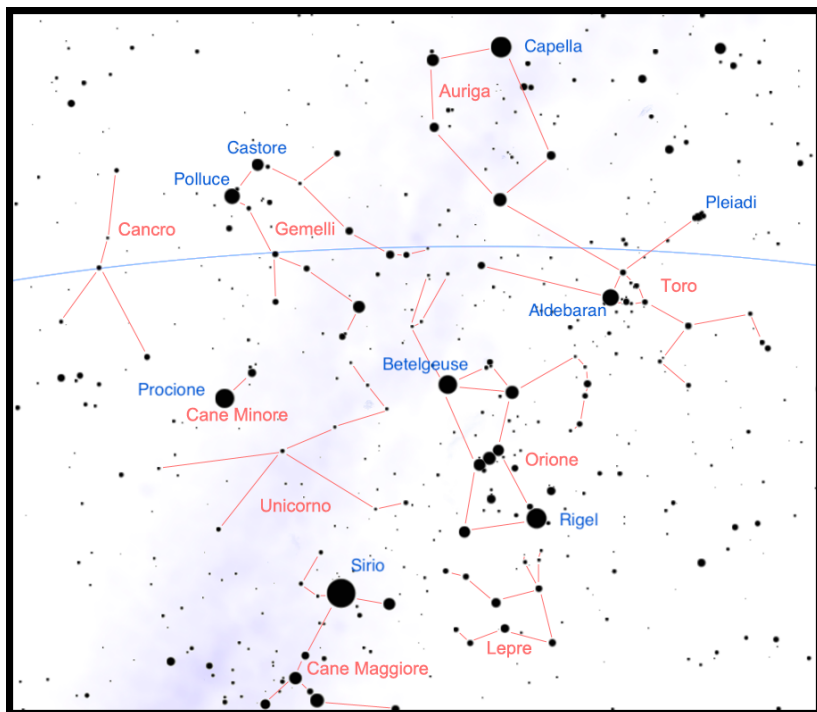 Capella
Auriga
Castore
Polluce
Pleiadi
Cancro
Gemelli
Toro
Aldebaran
Betelgeuse
Procione
Cane Minore
Orione
Unicorno
Rigel
Sirio
Lepre
Cane Maggiore